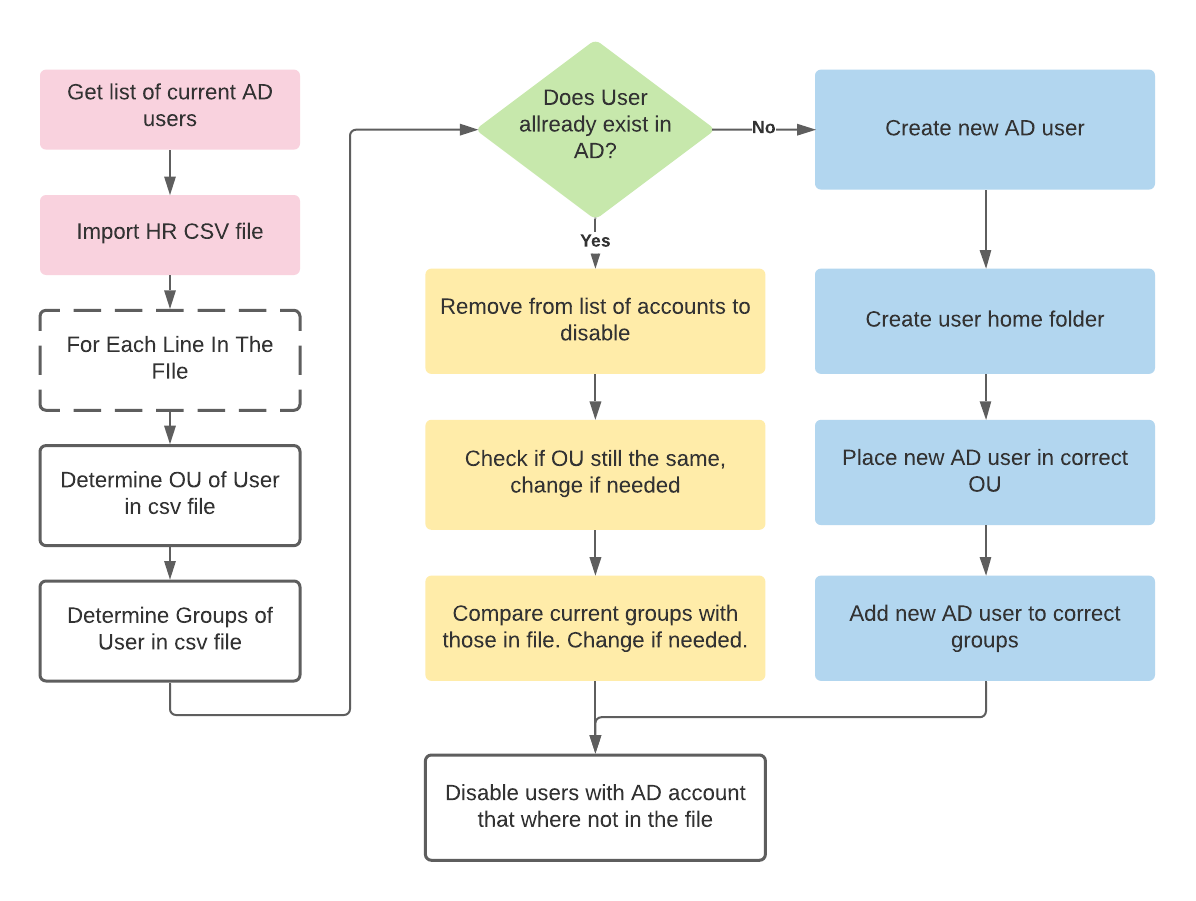 Get list of current AD
users
Import HR CSV file
For Each Line In The
FIle
Determine OU of User
in csv file
Determine Groups of
User in csv file
Does User
allready exist in
AD?
No
Yes
Remove from list of accounts to
disable
Check if OU still the same,
change if needed
Compare current groups with
those in file. Change if needed.
Create new AD user
Create user home folder
Place new AD user in correct
OU
Add new AD user to correct
groups
Disable users with AD account
that where not in the file